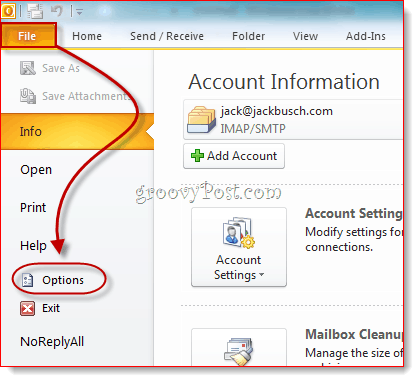 File Home Send / Receive Folder View Add-Ins
Save As
Save Attachments
Info
Open
Print
Help
Options
Exit
NoReplyAll
Account Information
jack@jackbusch.com
IMAP/SMTP
Add Account
groovyPost.com
Account Settings
Account Setting
Modify settings for
connections.
Mailbox Cleanup
Manage the size of